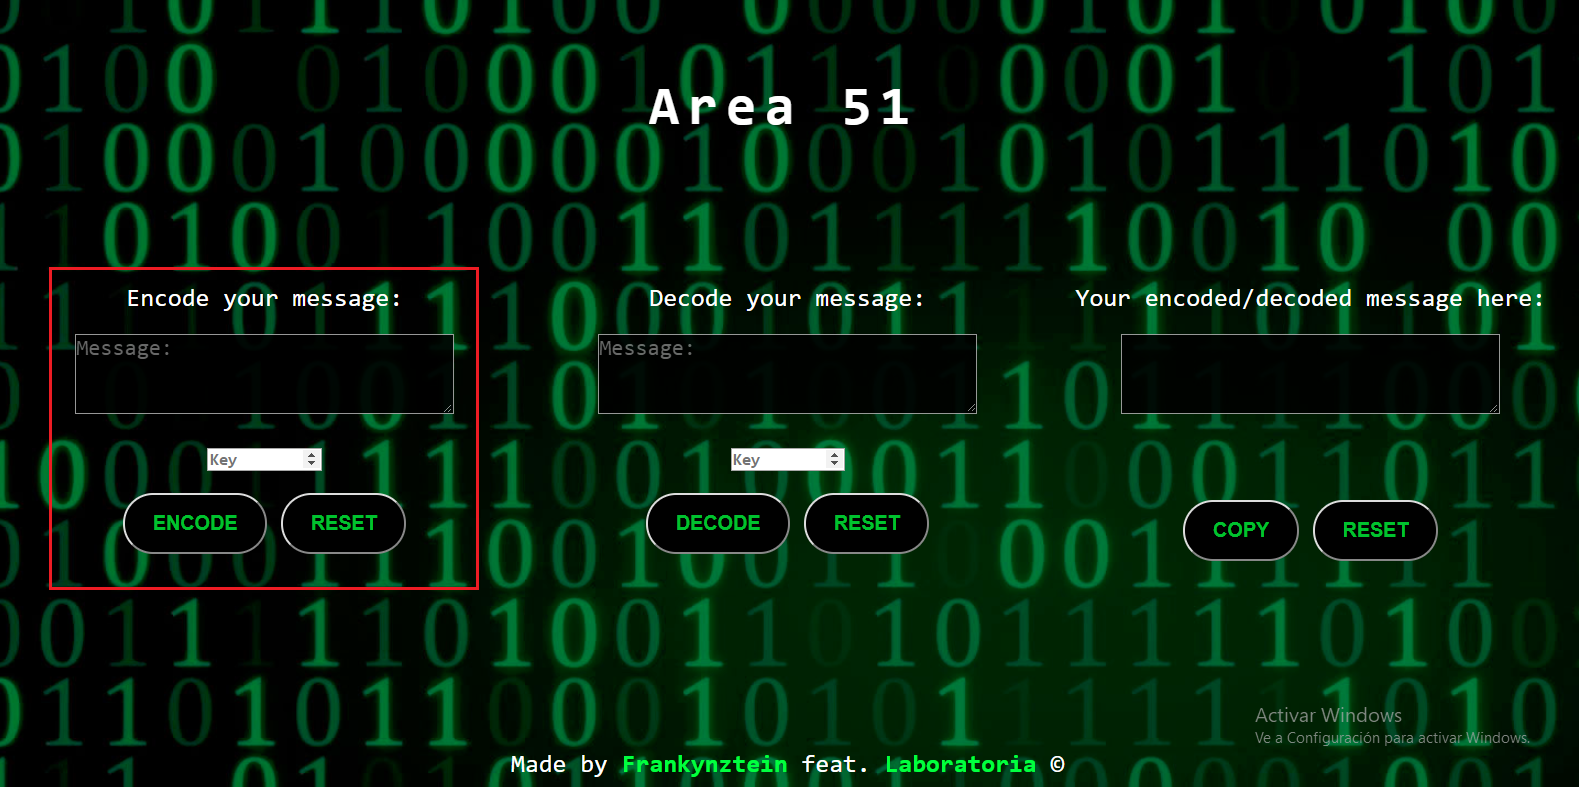 Area 51
Encode your message:
Message:
Key
ENCODE
RESET
Decode your message:
Message:
Key
DECODE
RESET
Your encoded/decoded message here:
COPY
RESET
Activar Windows
Ve a Configuración para activar Windows.
Made by Frankynztein feat. Laboratoria ©